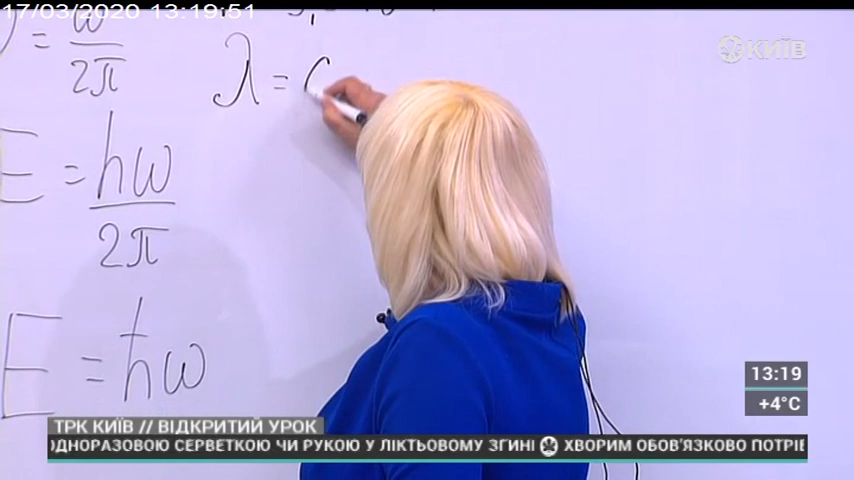 17/03/2020 13:19:51
= ω/2π
λ = c
КИЇВ
E = hω/2π
E = ħω
13:19
+4°C
ТРК КИЇВ // ВІДКРИТИЙ УРОК
ОДНОРАЗОВОЮ СЕРВЕТКОЮ ЧИ РУКОЮ У ЛІКТЬОВОМУ ЗГИНІ ХВОРИМ ОБОВ'ЯЗКОВО ПОТРІБ